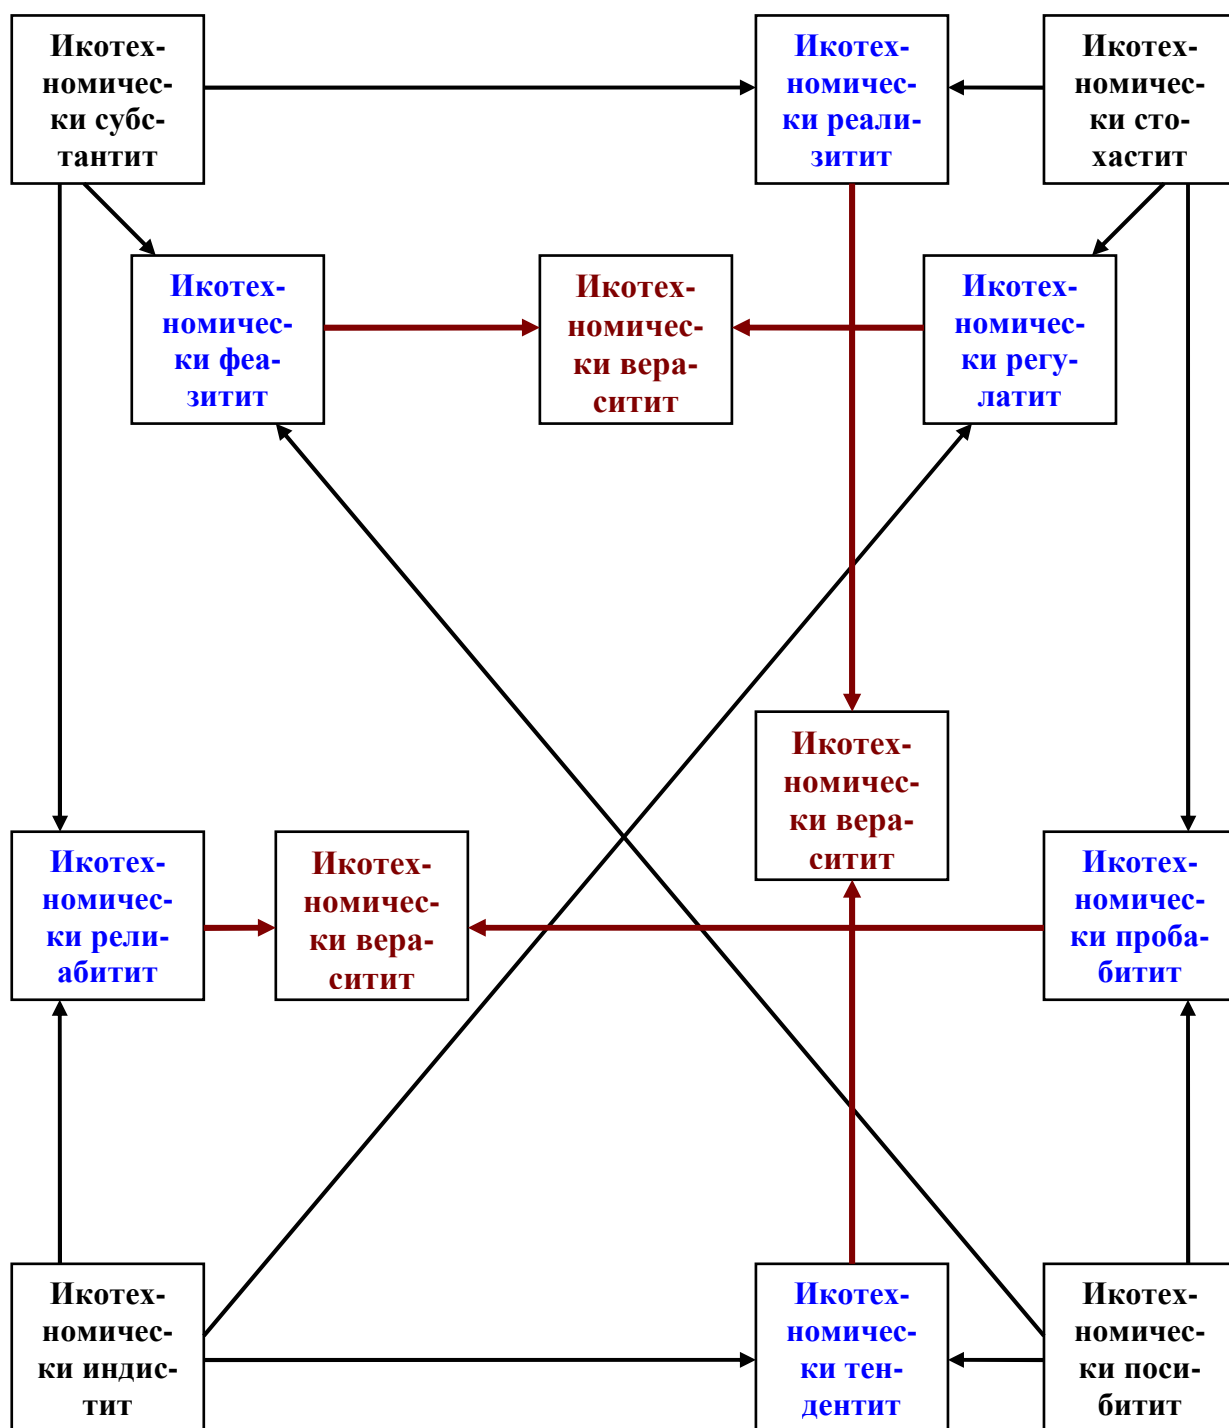 Икотех-
номичес-
ки субс-
тантит
Икотех-
номичес-
ки реали-
зитит
Икотех-
номичес-
ки сто-
хастит
Икотех-
номичес-
ки феа-
зитит
Икотех-
номичес-
ки вера-
ситит
Икотех-
номичес-
ки регу-
латит
Икотех-
номичес-
ки вера-
ситит
Икотех-
номичес-
ки рели-
абитит
Икотех-
номичес-
ки вера-
ситит
Икотех-
номичес-
ки проба-
битит
Икотех-
номичес-
ки индис-
тит
Икотех-
номичес-
ки тен-
дентит
Икотех-
номичес-
ки поси-
битит